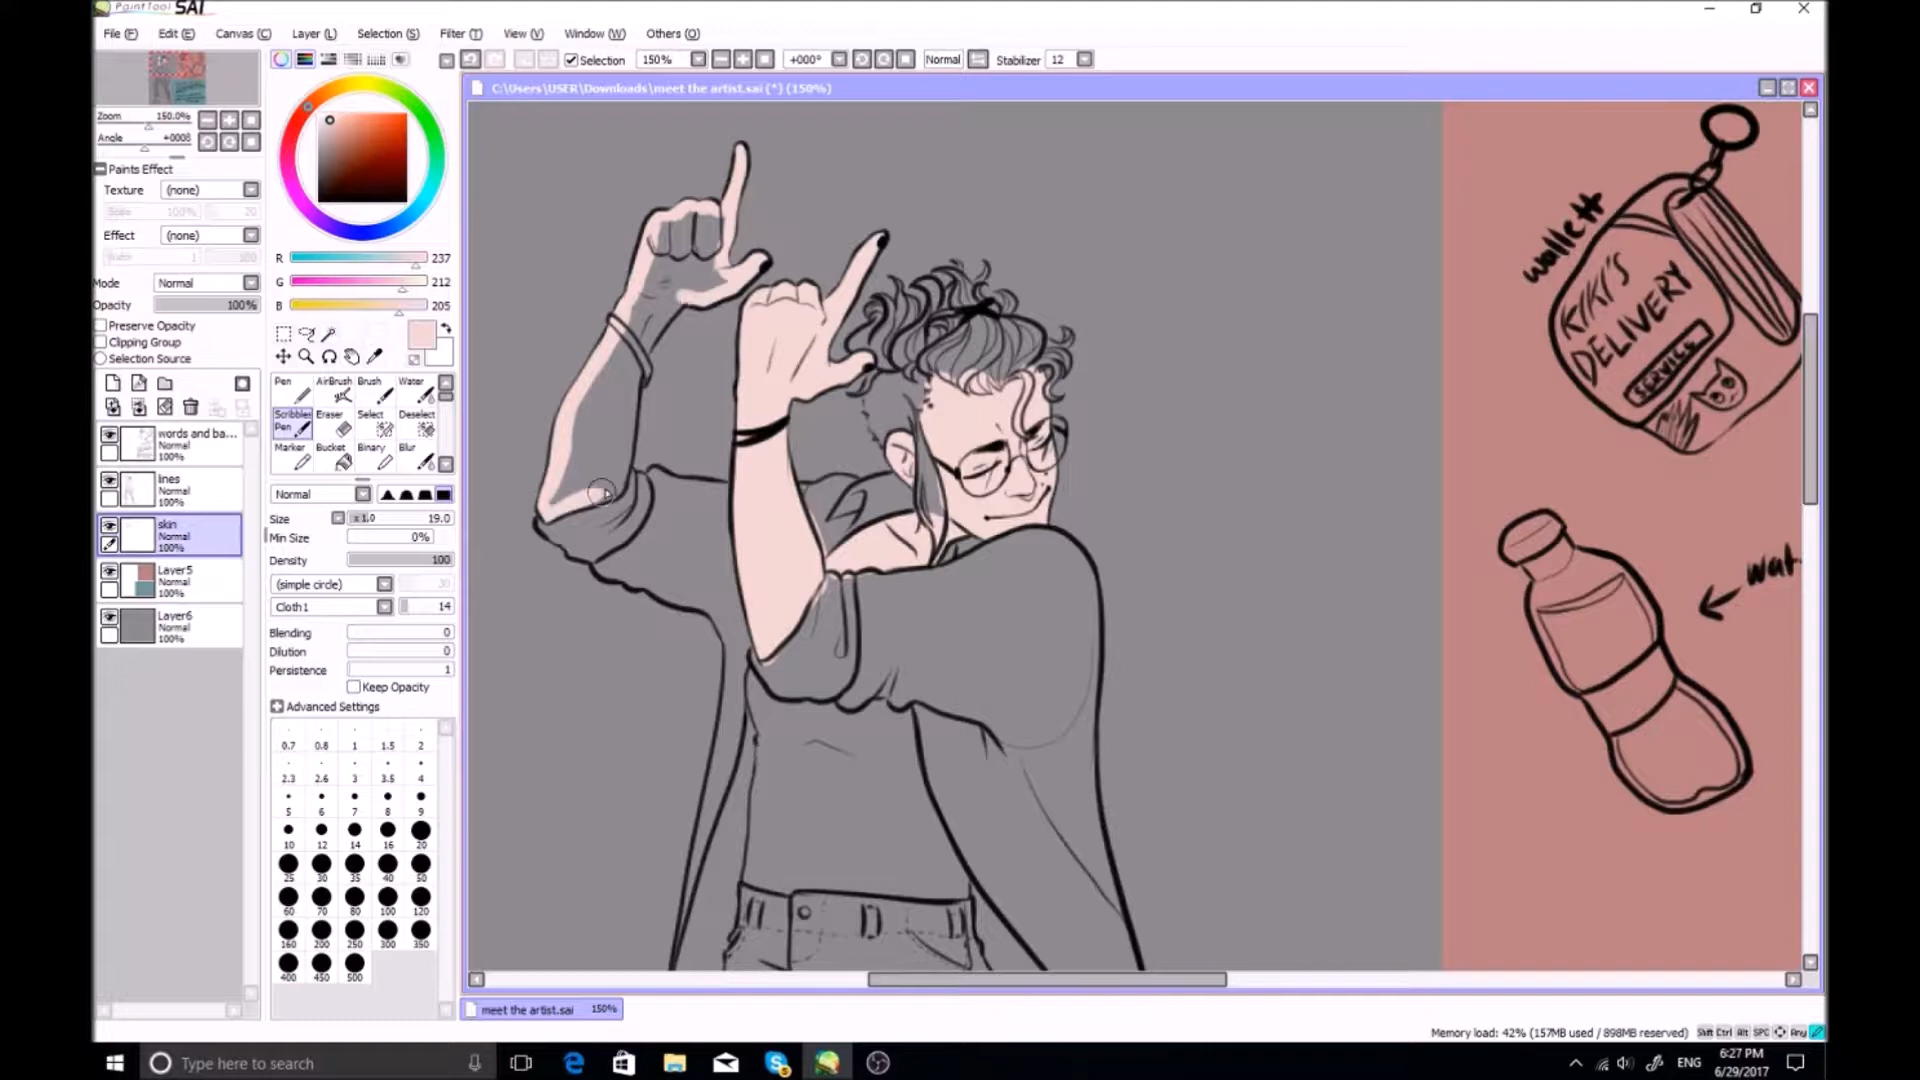 PaintTool SAI
File (F) Edit (E) Canvas (C) Layer (L) Selection (S) Filter (T) View (V) Window (W) Others (O)
Selection 150% +000° Normal Stabilizer 12
C:\Users\USER\Downloads\meet the artist.sai (*) (150%)
Zoom 150.0%
Angle +000
Paints Effect
Texture (none)
Scale 100% 20
Effect (none)
Width 1 100
Mode Normal
Opacity 100%
Preserve Opacity
Clipping Group
Selection Source
words and ba...
Normal
100%
lines
Normal
100%
skin
Normal
100%
Layer5
Normal
100%
Layer6
Normal
100%
R 237
G 212
B 205
Pen AirBrush Brush Water
Scribble Pen Eraser Select Deselect
Marker Bucket Binary Blur
Normal
Size x 1.0 19.0
Min Size 0%
Density 100
(simple circle) 30
Cloth1 14
Blending 0
Dilution 0
Persistence 1
Keep Opacity
Advanced Settings
0.7 0.8 1 1.5 2
2.3 2.6 3 3.5 4
5 6 7 8 9
10 12 14 16 20
25 30 35 40 50
60 70 80 100 120
160 200 250 300 350
400 450 500
wallett
KIKI'S
DELIVERY
SERVICE
wat
meet the artist.sai 150%
Memory load: 42% (157MB used / 898MB reserved) Shft Ctrl Alt SPC Any
Type here to search
ENG
6:27 PM
6/29/2017